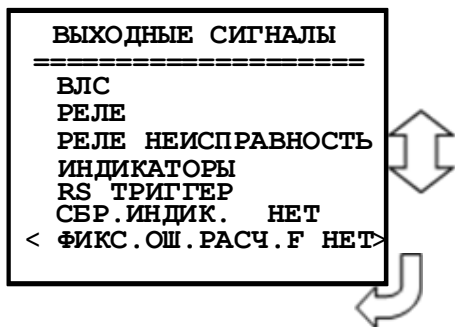 ВЫХОДНЫЕ СИГНАЛЫ
====================
ВЛС
РЕЛЕ
РЕЛЕ НЕИСПРАВНОСТЬ
ИНДИКАТОРЫ
RS ТРИГГЕР
СБР.ИНДИК. НЕТ
< ФИКС.ОШ.РАСЧ.F НЕТ>